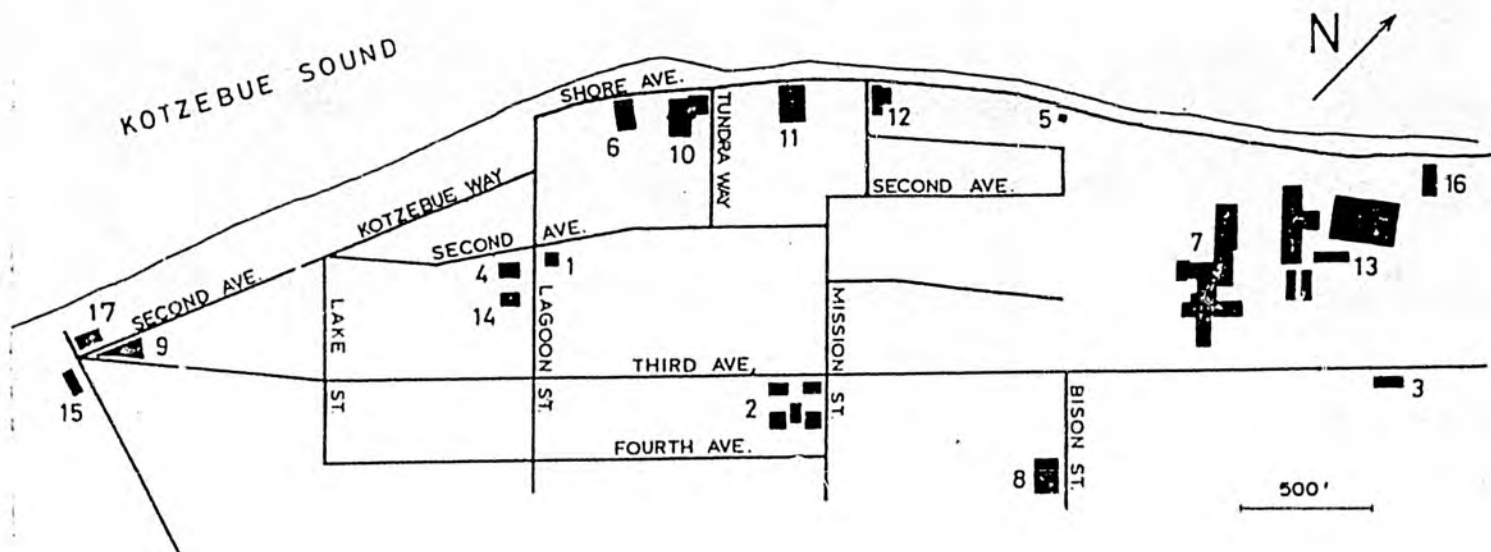 N
KOTZEBUE SOUND
SHORE AVE.
TUNDRA WAY
6
10
11
12
5
16
KOTZEBUE WAY
SECOND AVE.
SECOND AVE.
4
1
14
7
13
SECOND AVE.
17
9
15
LAKE ST.
LAGOON ST.
MISSION ST.
THIRD AVE,
2
3
BISON ST.
FOURTH AVE.
8
500'